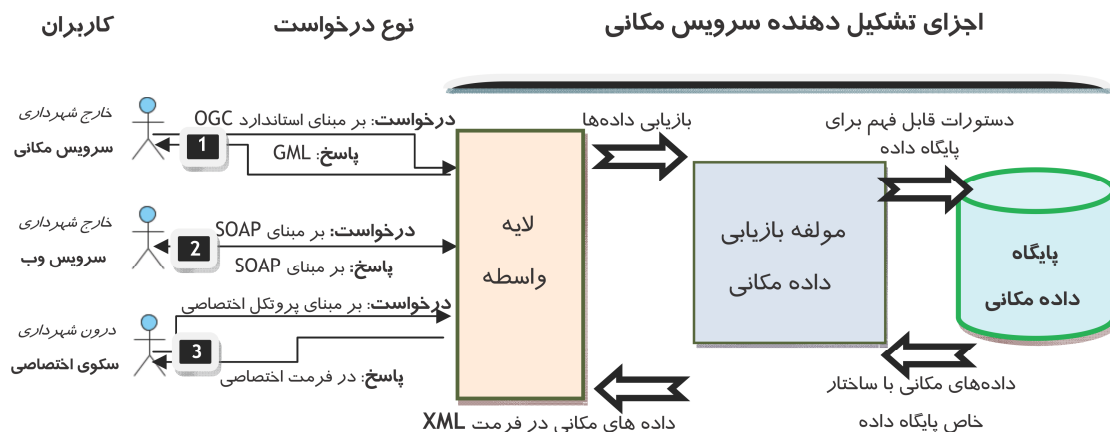 اجزای تشکیل دهنده سرویس مکانی
نوع درخواست
کاربران
خارج شهرداری
سرویس مکانی
1
درخواست: بر مبنای استاندارد OGC
پاسخ: GML
خارج شهرداری
سرویس وب
2
درخواست: بر مبنای SOAP
پاسخ: بر مبنای SOAP
درون شهرداری
سکوی اختصاصی
3
درخواست: بر مبنای پروتکل اختصاصی
پاسخ: در فرمت اختصاصی
لایه
واسطه
بازیابی داده‌ها
مولفه بازیابی
داده مکانی
دستورات قابل فهم برای
پایگاه داده
پایگاه
داده مکانی
داده‌های مکانی با ساختار
خاص پایگاه داده
داده های مکانی در فرمت XML